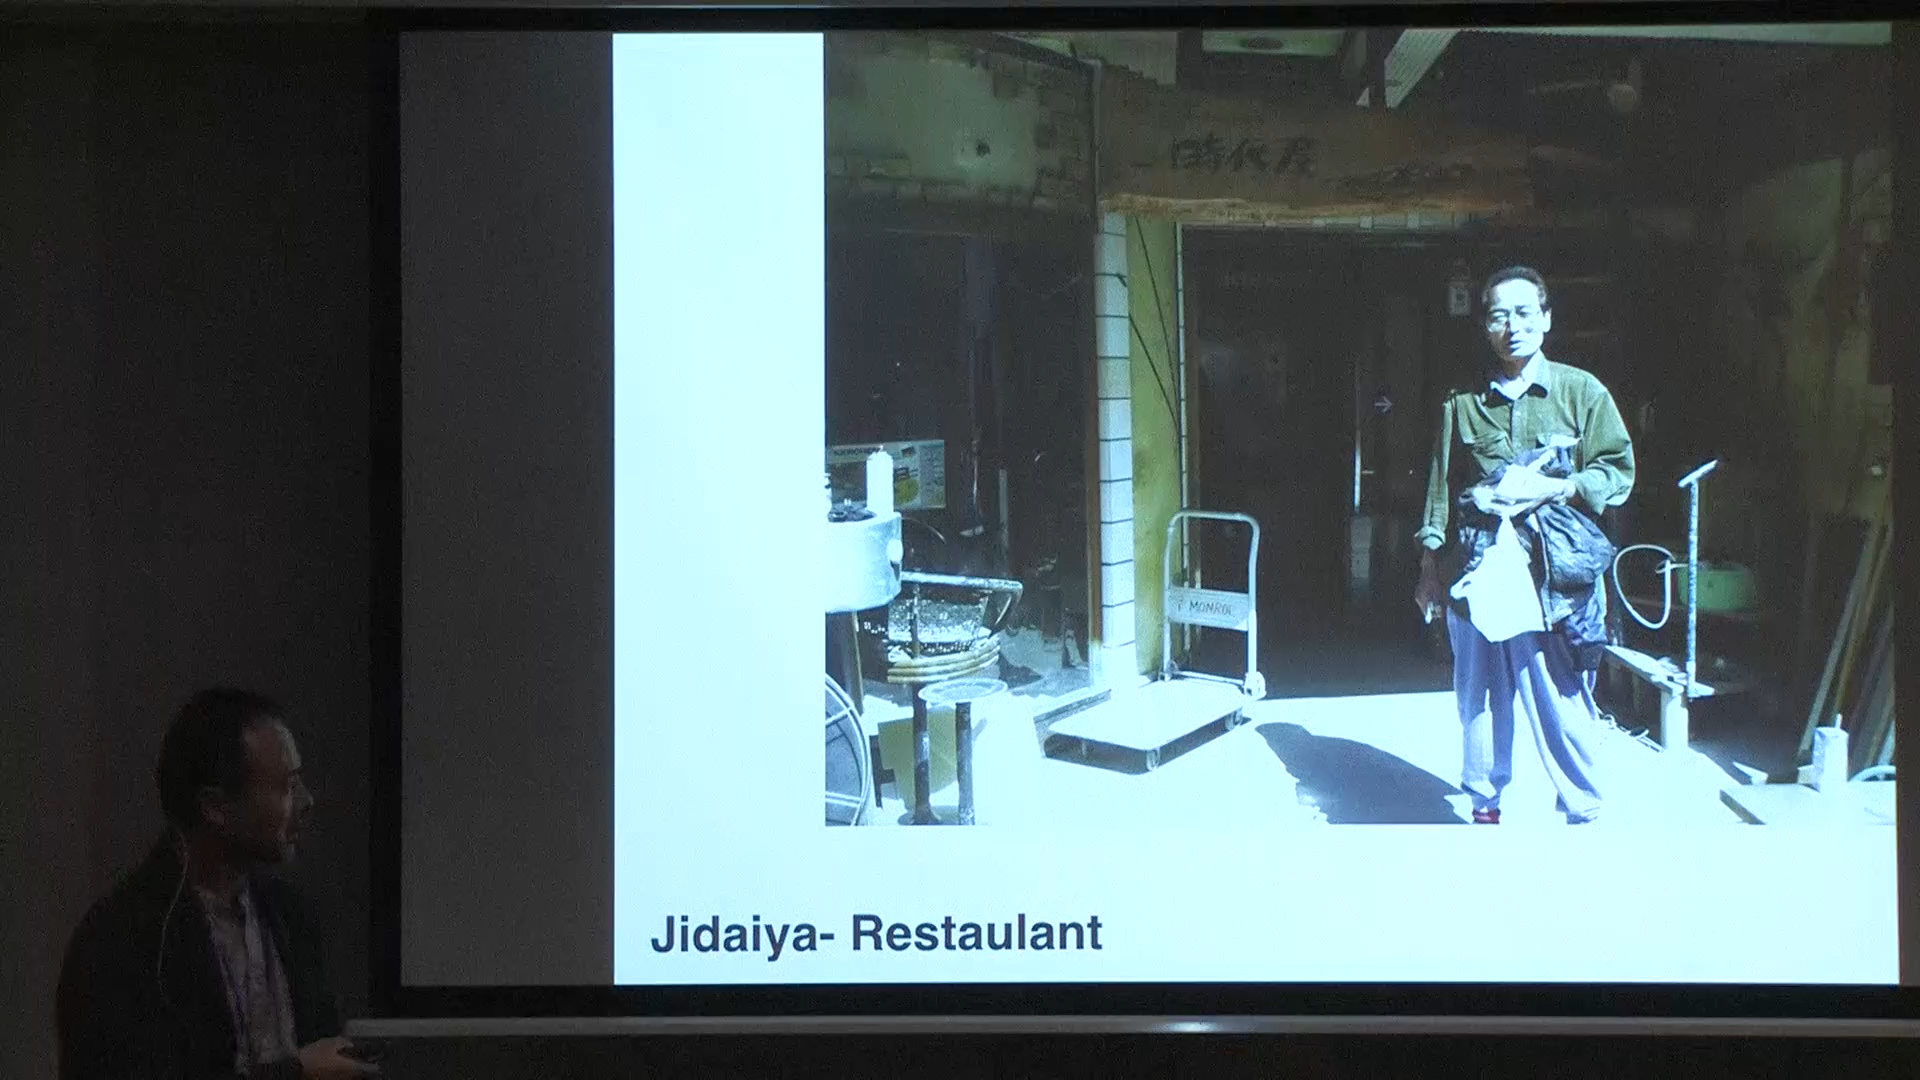 時代屋
MONROE
Jidaiya- Restaulant